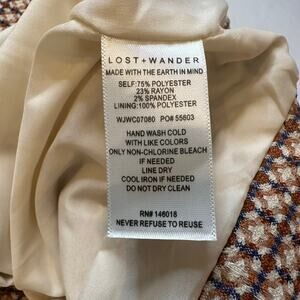 LOST + WANDER
MADE WITH THE EARTH IN MIND
SELF:75% POLYESTER
23% RAYON
2% SPANDEX
LINING:100% POLYESTER
WJWC07080 PO# 55603
HAND WASH COLD
WITH LIKE COLORS
ONLY NON-CHLORINE BLEACH
IF NEEDED
LINE DRY
COOL IRON IF NEEDED
DO NOT DRY CLEAN
RN# 146018
NEVER REFUSE TO REUSE